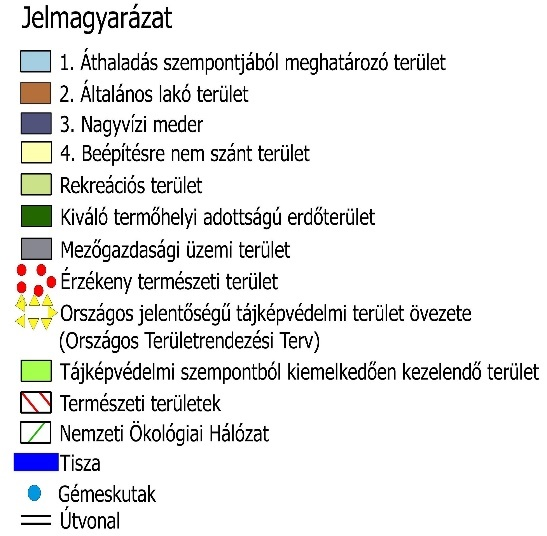 Jelmagyarázat
1. Áthaladás szempontjából meghatározó terület
2. Általános lakó terület
3. Nagyvízi meder
4. Beépítésre nem szánt terület
Rekreációs terület
Kiváló termőhelyi adottságú erdőterület
Mezőgazdasági üzemi terület
Érzékeny természeti terület
Országos jelentőségű tájképvédelmi terület övezete
(Országos Területrendezési Terv)
Tájképvédelmi szempontból kiemelkedően kezelendő terület
Természeti területek
Nemzeti Ökológiai Hálózat
Tisza
Gémeskutak
Útvonal